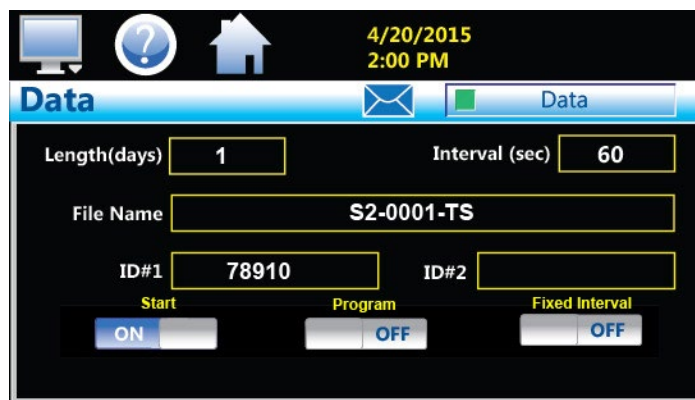 ?
4/20/2015
2:00 PM
Data
Data
Length(days) 1 Interval (sec) 60
File Name S2-0001-TS
ID#1 78910 ID#2
Start Program Fixed Interval
ON OFF OFF